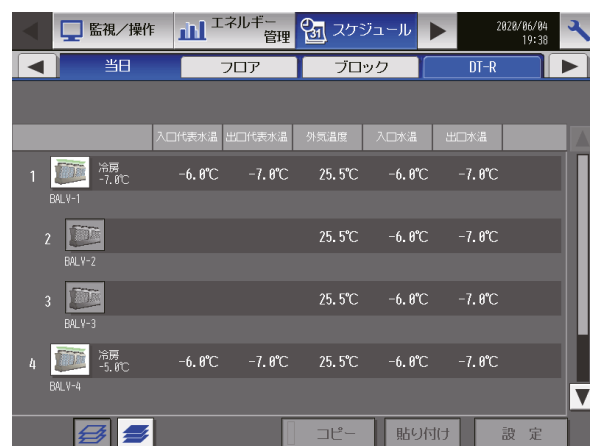 監視／操作 エネルギー管理 31 スケジュール 2020/06/04 19:38
当日 フロア ブロック DT-R
入口代表水温 出口代表水温 外気温度 入口水温 出口水温
1 冷房 -7.0℃ -6.0℃ -7.0℃ 25.5℃ -6.0℃ -7.0℃
BALV-1
2 25.5℃ -6.0℃ -7.0℃
BALV-2
3 25.5℃ -6.0℃ -7.0℃
BALV-3
4 冷房 -5.0℃ -6.0℃ -7.0℃ 25.5℃ -6.0℃ -7.0℃
BALV-4
コピー 貼り付け 設 定